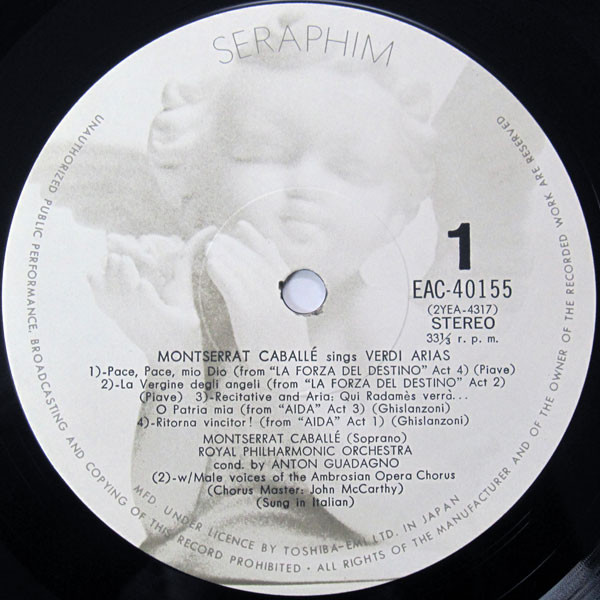 SERAPHIM
1
EAC-40155
(2YEA-4317)
STEREO
33⅓ r. p. m.
MONTSERRAT CABALLÉ sings VERDI ARIAS
1)-Pace, Pace, mio Dio (from "LA FORZA DEL DESTINO" Act 4) (Piave)
2)-La Vergine degli angeli (from "LA FORZA DEL DESTINO" Act 2)
(Piave) 3)-Recitative and Aria: Qui Radamès verrà...
O Patria mia (from "AIDA" Act 3) (Ghislanzoni)
4)-Ritorna vincitor! (from "AIDA" Act 1) (Ghislanzoni)
MONTSERRAT CABALLÉ (Soprano)
ROYAL PHILHARMONIC ORCHESTRA
cond. by ANTON GUADAGNO
(2)-w/Male voices of the Ambrosian Opera Chorus
(Chorus Master: John McCarthy)
(Sung in Italian)
MFD. UNDER LICENCE BY TOSHIBA-EMI LTD. IN JAPAN
UNAUTHORIZED PUBLIC PERFORMANCE, BROADCASTING AND COPYING OF THIS RECORD PROHIBITED · ALL RIGHTS OF THE MANUFACTURER AND OF THE OWNER OF THE RECORDED WORK ARE RESERVED